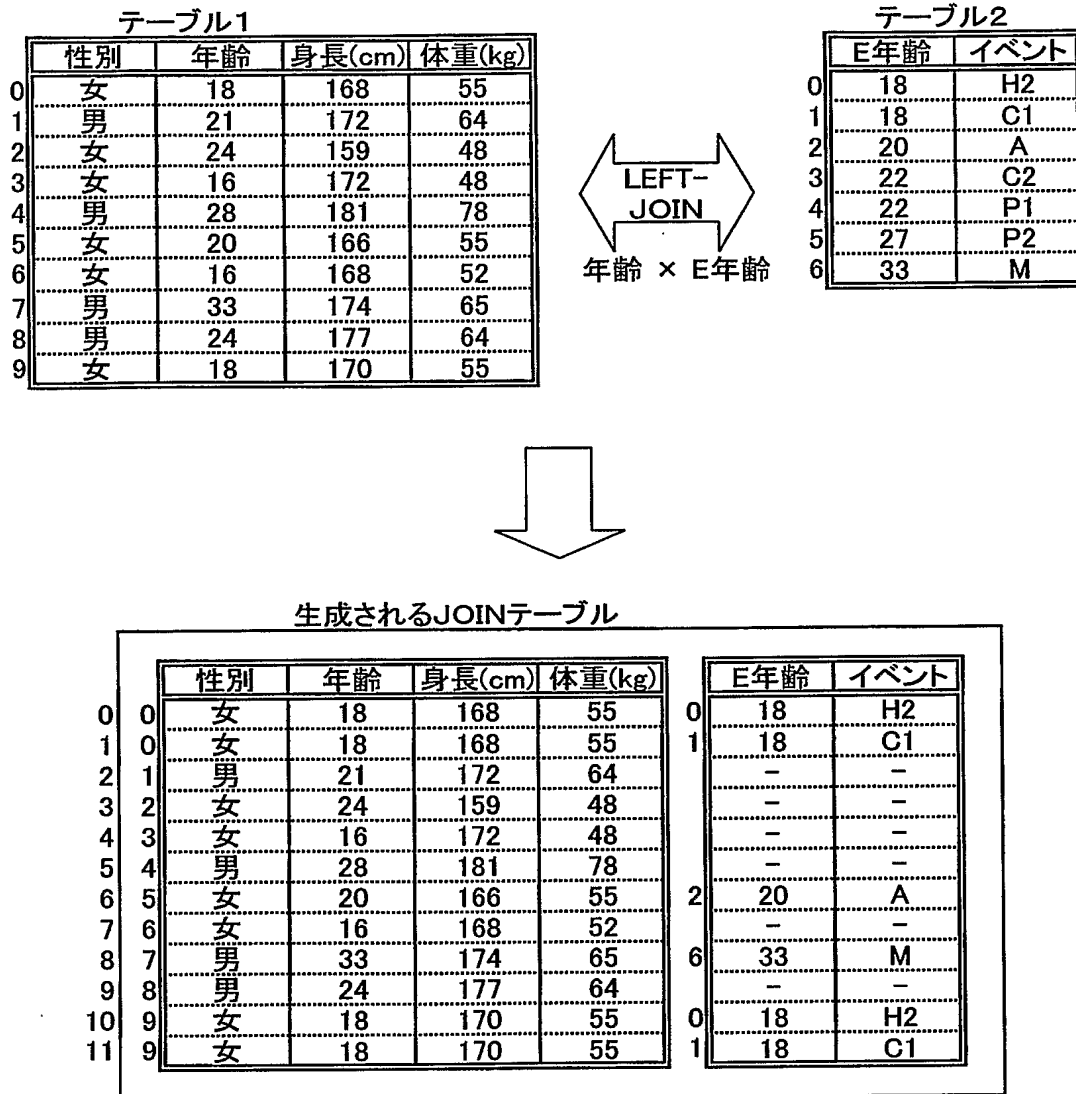 テーブル1
性別 年齢 身長(cm) 体重(kg)
0 女 18 168 55
1 男 21 172 64
2 女 24 159 48
3 女 16 172 48
4 男 28 181 78
5 女 20 166 55
6 女 16 168 52
7 男 33 174 65
8 男 24 177 64
9 女 18 170 55
LEFT-
JOIN
年齢 × E年齢
テーブル2
E年齢 イベント
0 18 H2
1 18 C1
2 20 A
3 22 C2
4 22 P1
5 27 P2
6 33 M
生成されるJOINテーブル
性別 年齢 身長(cm) 体重(kg) E年齢 イベント
0 0 女 18 168 55 0 18 H2
1 0 女 18 168 55 1 18 C1
2 1 男 21 172 64 - -
3 2 女 24 159 48 - -
4 3 女 16 172 48 - -
5 4 男 28 181 78 - -
6 5 女 20 166 55 2 20 A
7 6 女 16 168 52 - -
8 7 男 33 174 65 6 33 M
9 8 男 24 177 64 - -
10 9 女 18 170 55 0 18 H2
11 9 女 18 170 55 1 18 C1